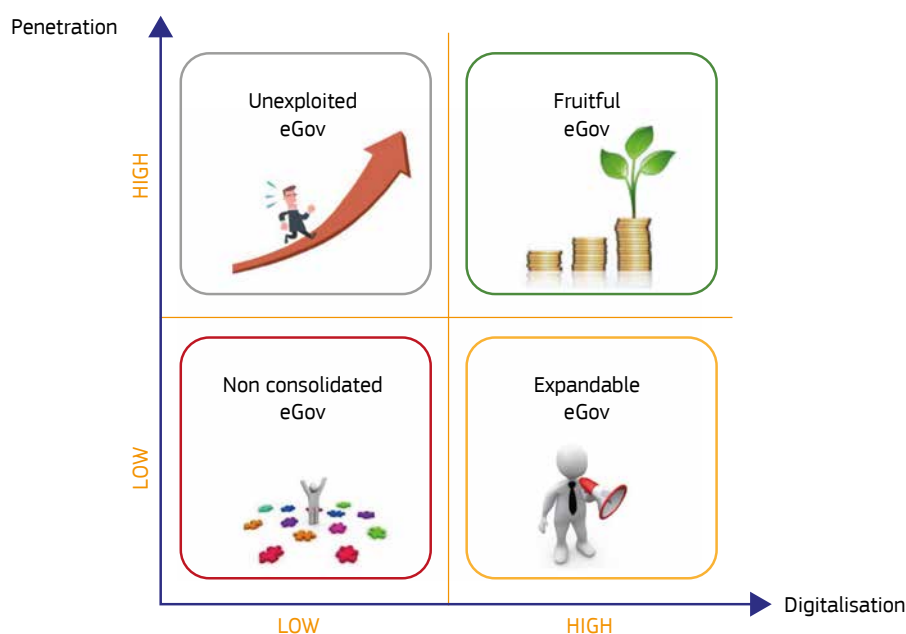 Penetration
HIGH
Unexploited
eGov
Fruitful
eGov
LOW
Non consolidated
eGov
Expandable
eGov
Digitalisation
LOW
HIGH